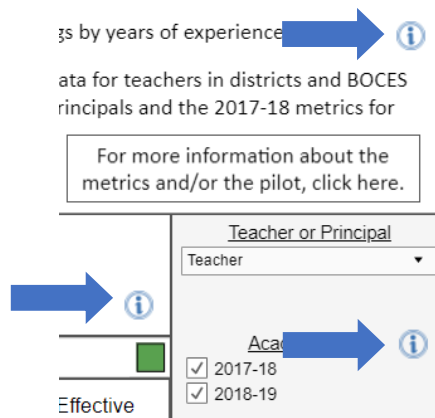 gs by years of experience
ata for teachers in districts and BOCES
rincipals and the 2017-18 metrics for
For more information about the
metrics and/or the pilot, click here.
Teacher or Principal
Teacher
Aca
2017-18
2018-19
Effective